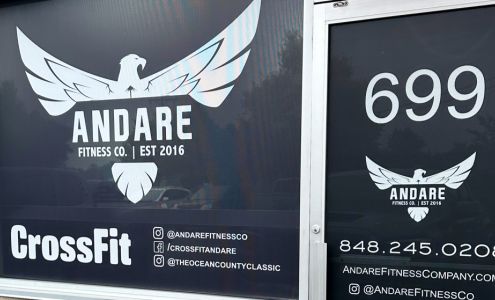 ANDARE
FITNESS CO. | EST 2016
CrossFit
@ANDAREFITNESSCO
/CROSSFITANDARE
@THEOCEANCOUNTYCLASSIC
699
ANDARE
FITNESS CO. | EST 2016
848.245.0208
ANDAREFITNESSCOMPANY.COM
@ANDAREFITNESSCO